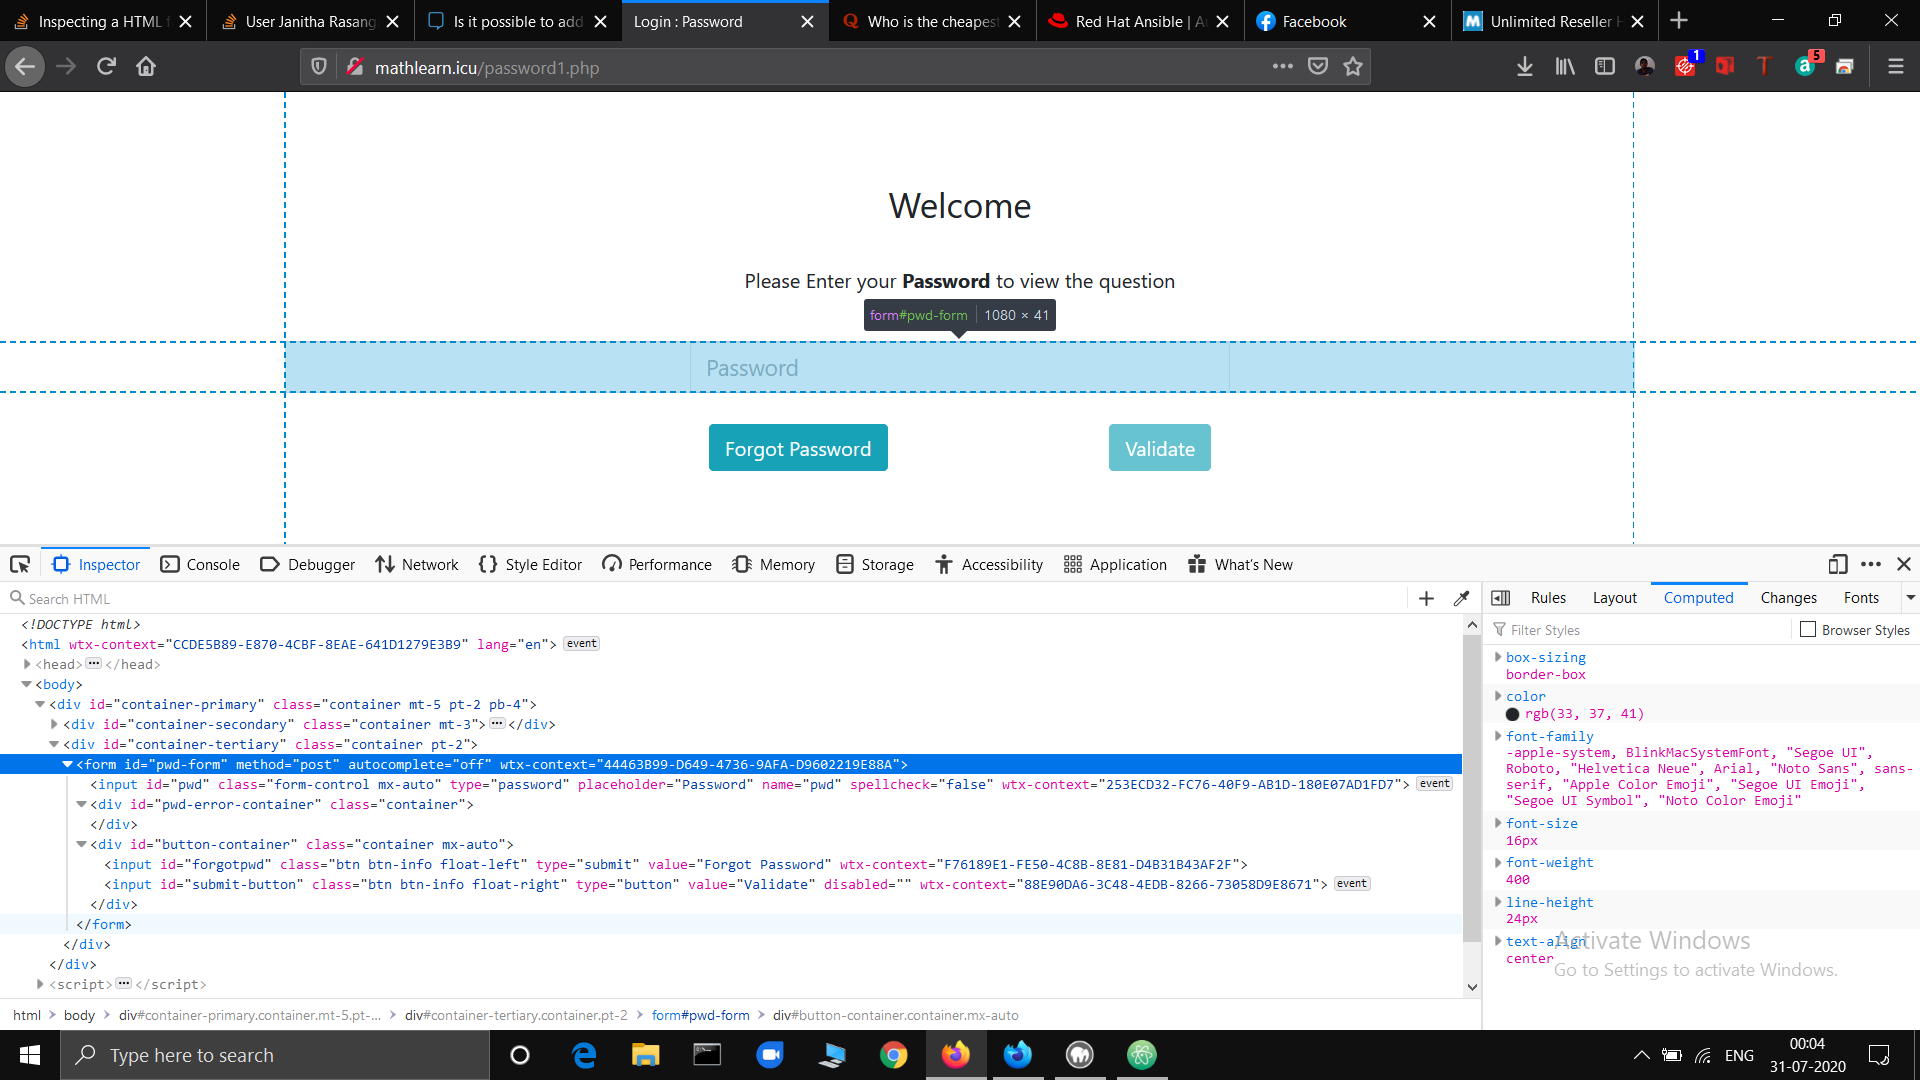 Inspecting a HTML f
User Janitha Rasang
Is it possible to add
Login : Password
Who is the cheapest
Red Hat Ansible | A
Facebook
Unlimited Reseller H
mathlearn.icu/password1.php
1
5
Welcome
Please Enter your Password to view the question
form#pwd-form 1080 × 41
Password
Forgot Password
Validate
Inspector Console Debugger Network Style Editor Performance Memory Storage Accessibility Application What's New
Search HTML
<!DOCTYPE html>
<html wtx-context="CCDE5B89-E870-4CBF-8EAE-641D1279E3B9" lang="en"> event
<head> ••• </head>
<body>
<div id="container-primary" class="container mt-5 pt-2 pb-4">
<div id="container-secondary" class="container mt-3"> ••• </div>
<div id="container-tertiary" class="container pt-2">
<form id="pwd-form" method="post" autocomplete="off" wtx-context="44463B99-D649-4736-9AFA-D9602219E88A">
<input id="pwd" class="form-control mx-auto" type="password" placeholder="Password" name="pwd" spellcheck="false" wtx-context="253ECD32-FC76-40F9-AB1D-180E07AD1FD7"> event
<div id="pwd-error-container" class="container">
</div>
<div id="button-container" class="container mx-auto">
<input id="forgotpwd" class="btn btn-info float-left" type="submit" value="Forgot Password" wtx-context="F76189E1-FE50-4C8B-8E81-D4B31B43AF2F">
<input id="submit-button" class="btn btn-info float-right" type="button" value="Validate" disabled="" wtx-context="88E90DA6-3C48-4EDB-8266-73058D9E8671"> event
</div>
</form>
</div>
</div>
<script> ••• </script>
html > body > div#container-primary.container.mt-5.pt-... > div#container-tertiary.container.pt-2 > form#pwd-form > div#button-container.container.mx-auto
Rules Layout Computed Changes Fonts
Filter Styles
Browser Styles
box-sizing
border-box
color
rgb(33, 37, 41)
font-family
-apple-system, BlinkMacSystemFont, "Segoe UI",
Roboto, "Helvetica Neue", Arial, "Noto Sans", sans-
serif, "Apple Color Emoji", "Segoe UI Emoji",
"Segoe UI Symbol", "Noto Color Emoji"
font-size
16px
font-weight
400
line-height
24px
text-align
center
Activate Windows
Go to Settings to activate Windows.
Type here to search
ENG
00:04
31-07-2020